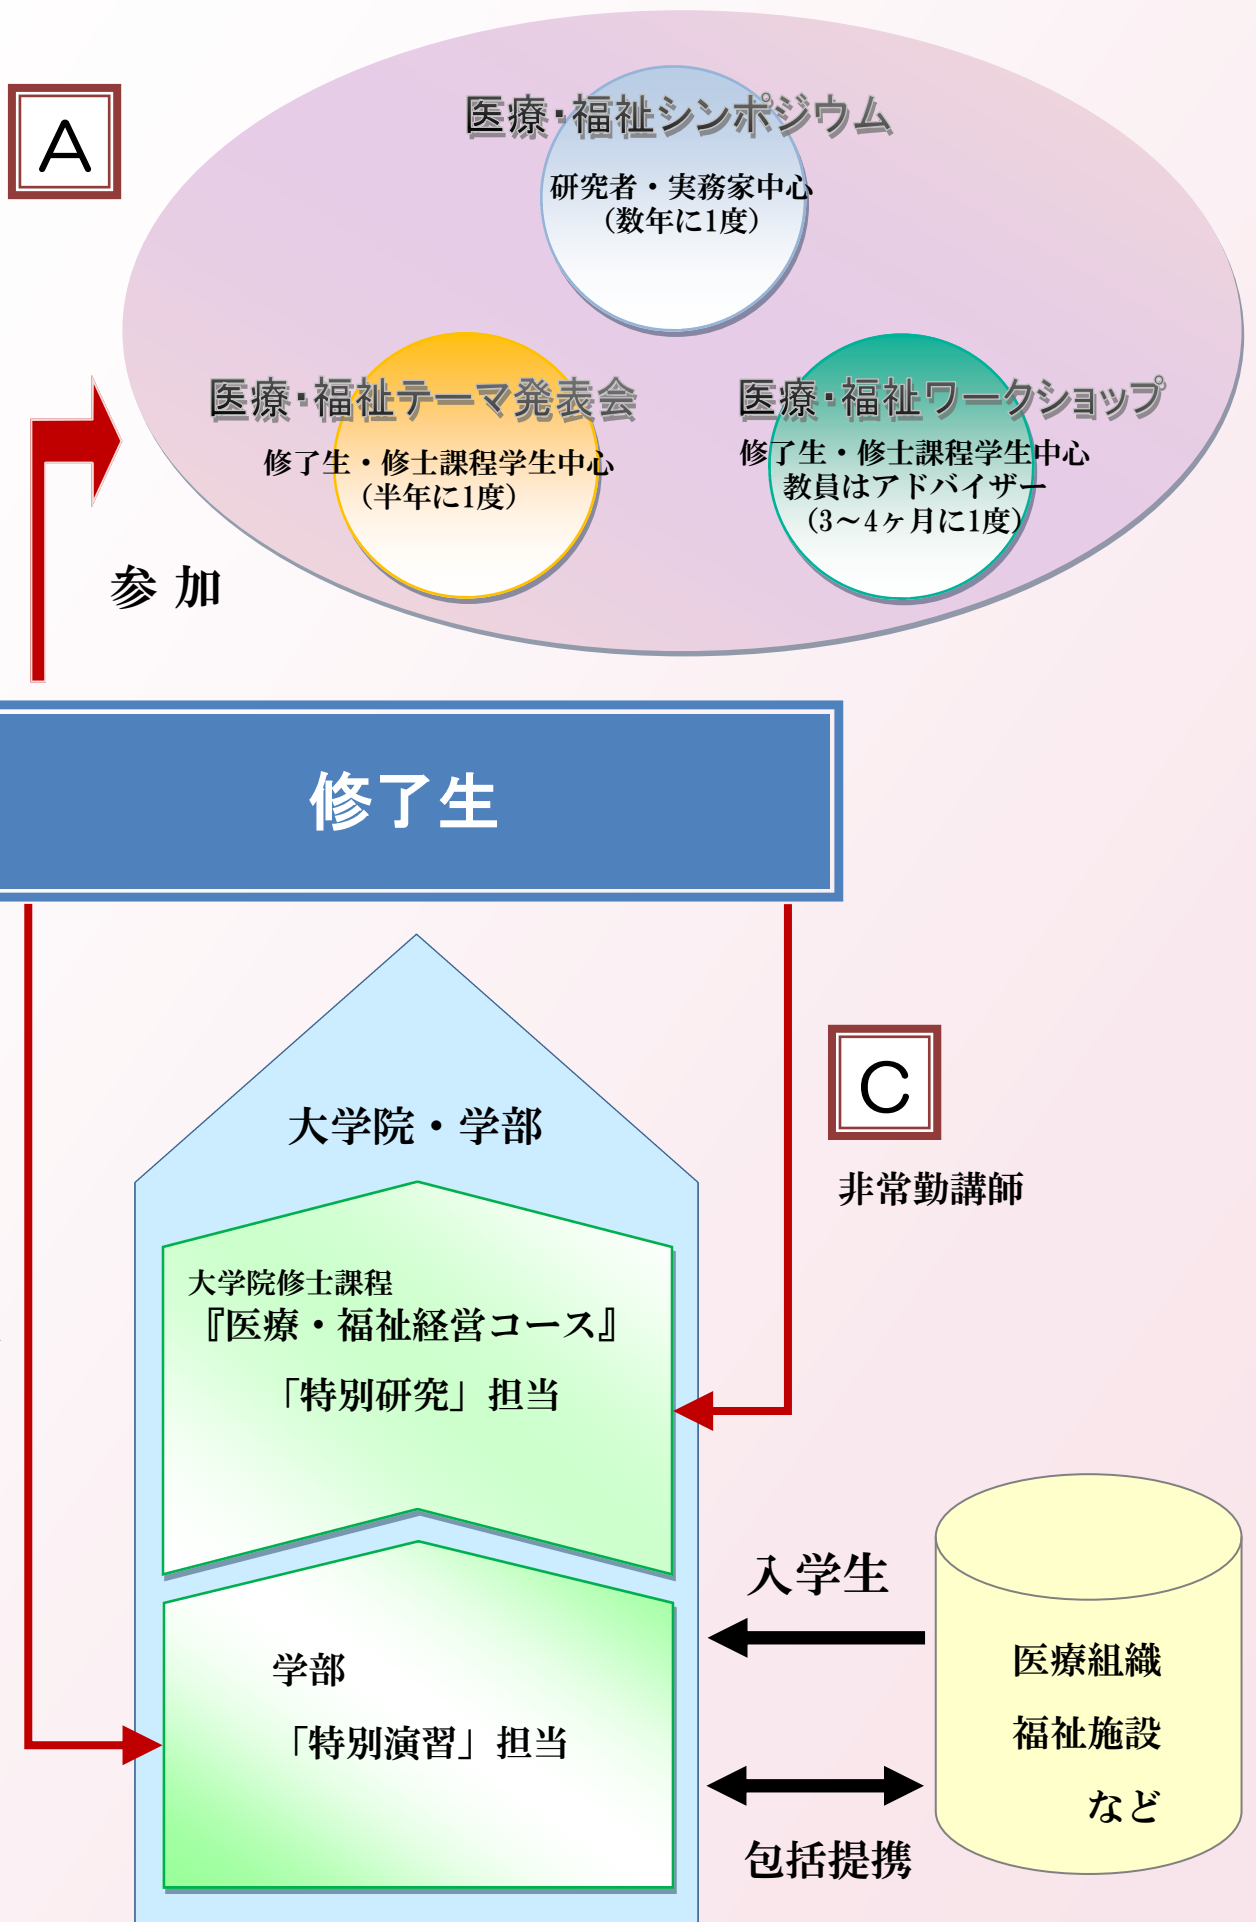 A
医療・福祉シンポジウム
研究者・実務家中心
（数年に1度）
医療・福祉テーマ発表会
修了生・修士課程学生中心
（半年に1度）
医療・福祉ワークショップ
修了生・修士課程学生中心
教員はアドバイザー
（3～4ヶ月に1度）
参 加
修了生
C
非常勤講師
大学院・学部
大学院修士課程
『医療・福祉経営コース』
「特別研究」担当
学部
「特別演習」担当
入学生
包括提携
医療組織
福祉施設
など